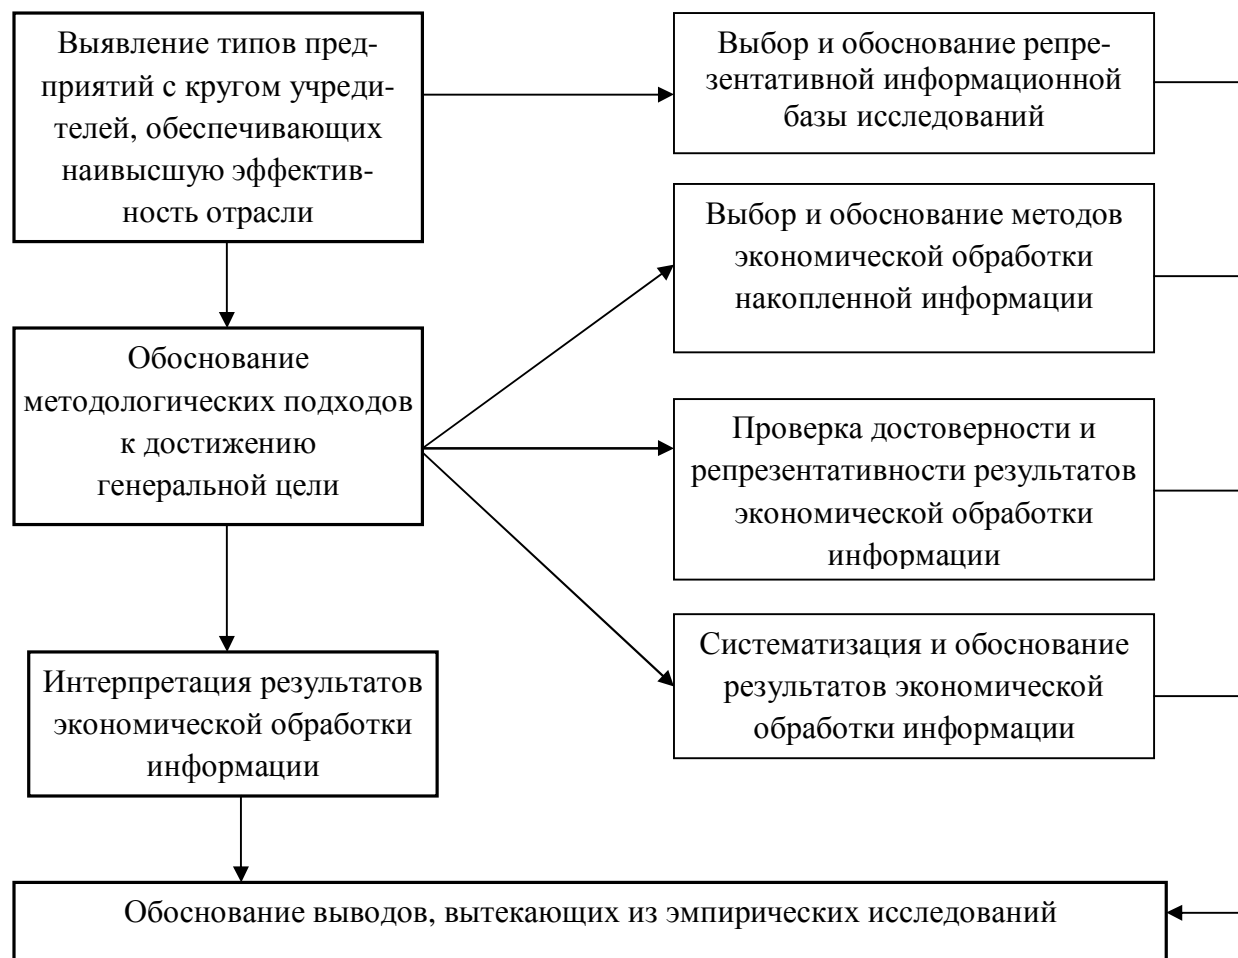 Выявление типов пред-
приятий с кругом учреди-
телей, обеспечивающих
наивысшую эффектив-
ность отрасли
Выбор и обоснование репре-
зентативной информационной
базы исследований
Выбор и обоснование методов
экономической обработки
накопленной информации
Обоснование
методологических подходов
к достижению
генеральной цели
Проверка достоверности и
репрезентативности результатов
экономической обработки
информации
Систематизация и обоснование
результатов экономической
обработки информации
Интерпретация результатов
экономической обработки
информации
Обоснование выводов, вытекающих из эмпирических исследований